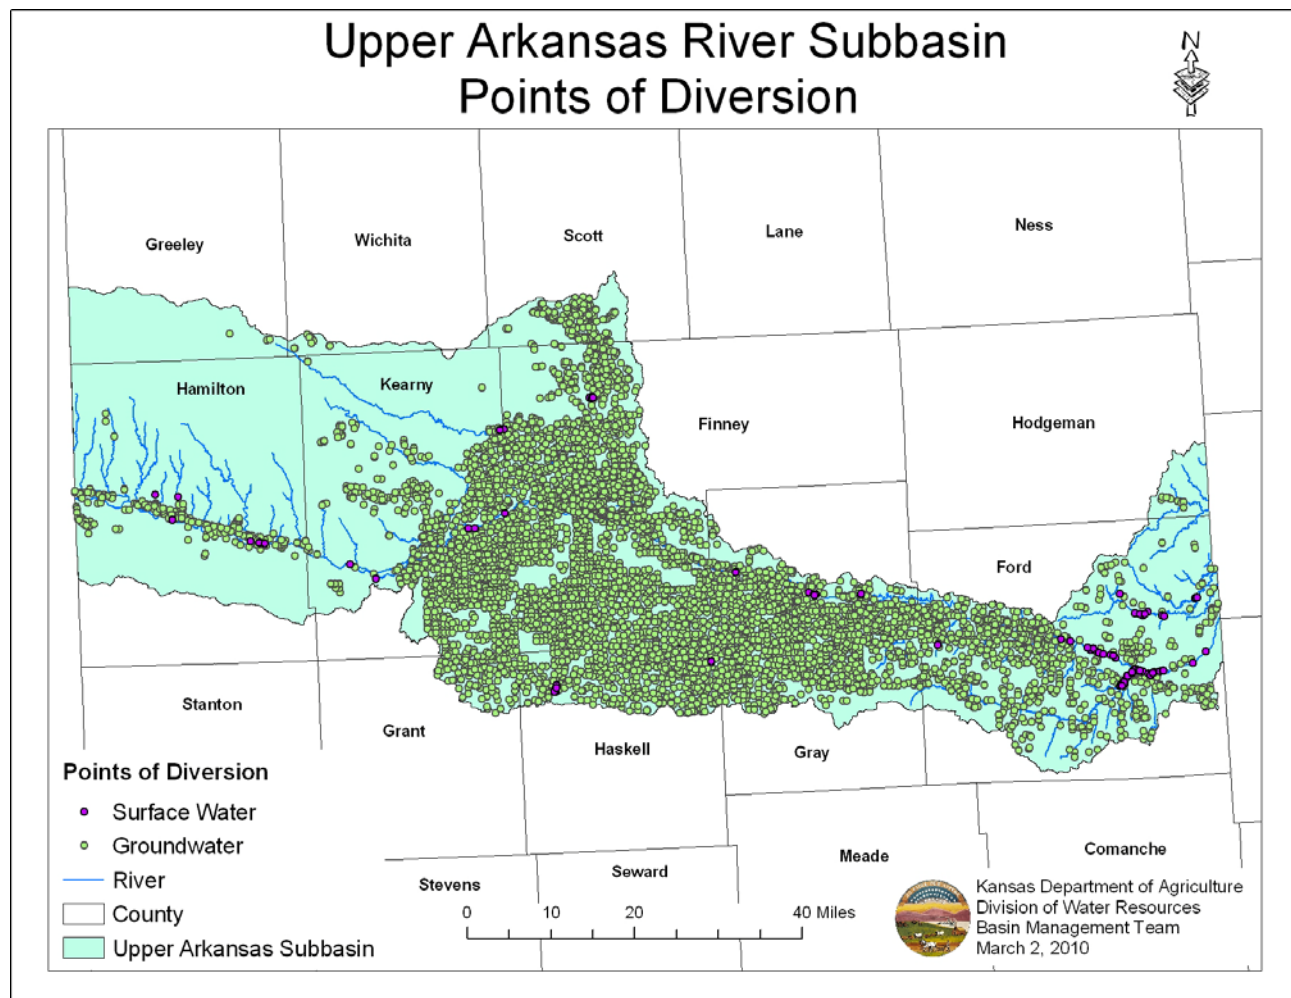 Upper Arkansas River Subbasin
Points of Diversion
N
Greeley
Wichita
Scott
Lane
Ness
Hamilton
Kearny
Finney
Hodgeman
Ford
Stanton
Grant
Haskell
Gray
Meade
Comanche
Stevens
Seward
Points of Diversion
Surface Water
Groundwater
River
County
Upper Arkansas Subbasin
0 10 20 40 Miles
Kansas Department of Agriculture
Division of Water Resources
Basin Management Team
March 2, 2010